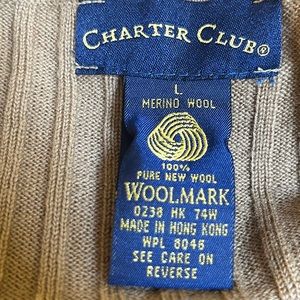 CHARTER CLUB®
L
MERINO WOOL
100%
PURE NEW WOOL
WOOLMARK
0238 HK 74W
MADE IN HONG KONG
WPL 8046
SEE CARE ON
REVERSE